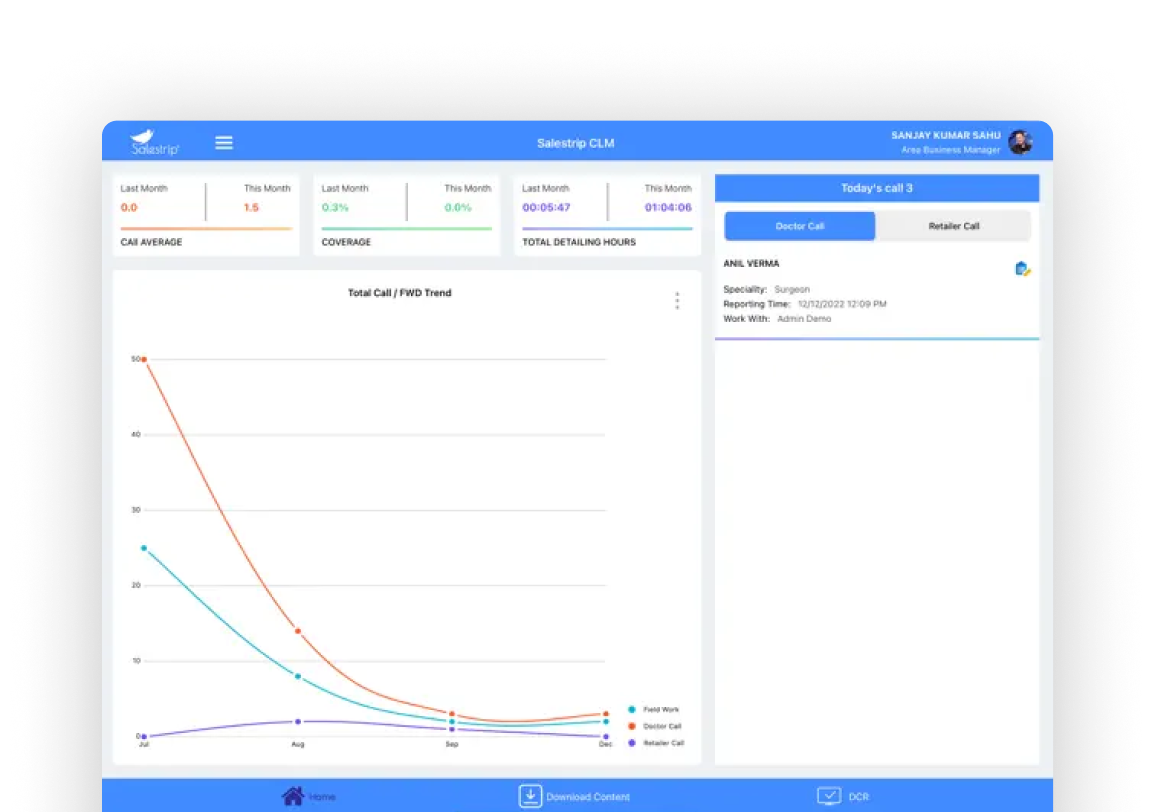 Salestrip
Salestrip CLM
SANJAY KUMAR SAHU
Area Business Manager
Last Month This Month
0.0 1.5
CAll AVERAGE
Last Month This Month
0.3% 0.0%
COVERAGE
Last Month This Month
00:05:47 01:04:06
TOTAL DETAILING HOURS
Total Call / FWD Trend
50
40
30
20
10
0
Jul Aug Sep Dec
Field Work
Doctor Call
Retailer Call
Today's call 3
Doctor Call Retailer Call
ANIL VERMA
Speciality: Surgeon
Reporting Time: 12/12/2022 12:09 PM
Work With: Admin Demo
Home Download Content DCR